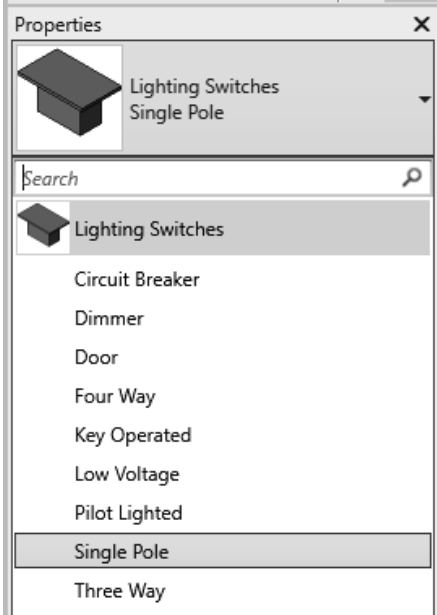 Properties
Lighting Switches
Single Pole
Search
Lighting Switches
Circuit Breaker
Dimmer
Door
Four Way
Key Operated
Low Voltage
Pilot Lighted
Single Pole
Three Way